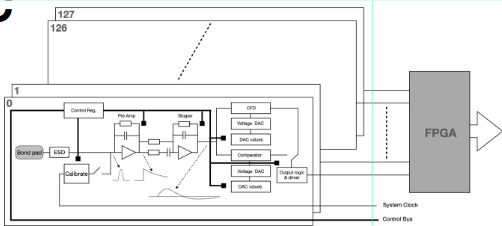 127
126
1
0
Control Reg.
Pre Amp
Shaper
CFD
Voltage DAC
DAC values
FPGA
Bond pad
ESD
Comparator
Calibrate
Voltage DAC
Output logic
& driver
DAC values
System Clock
Control Bus